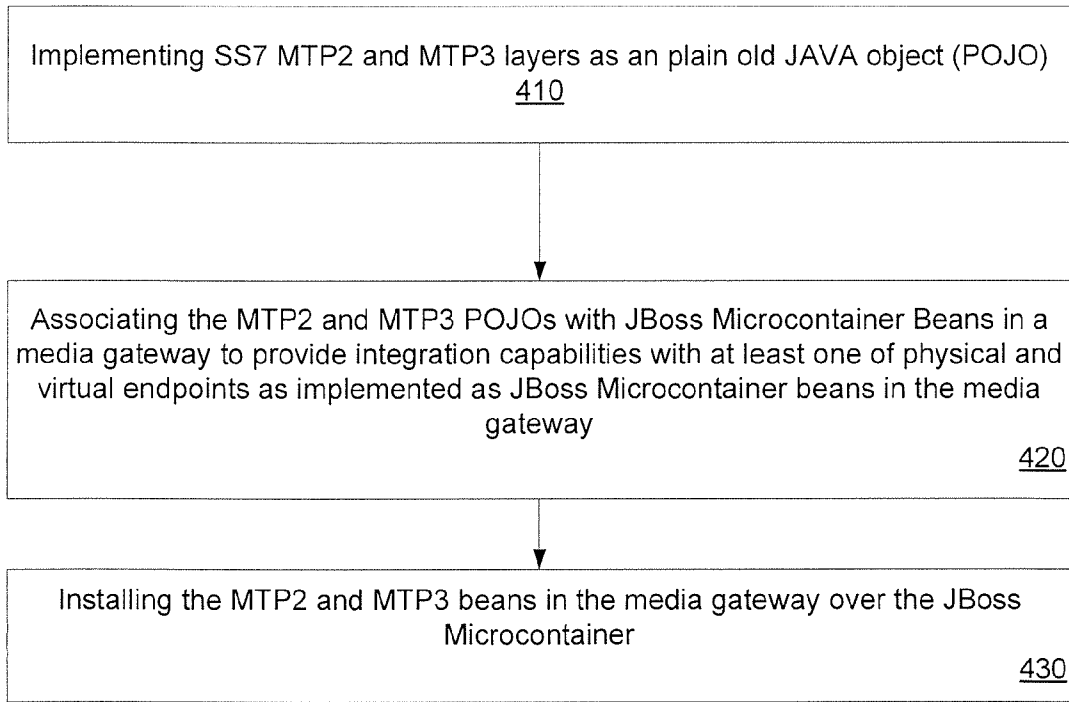 Implementing SS7 MTP2 and MTP3 layers as an plain old JAVA object (POJO)
410
Associating the MTP2 and MTP3 POJOs with JBoss Microcontainer Beans in a
media gateway to provide integration capabilities with at least one of physical and
virtual endpoints as implemented as JBoss Microcontainer beans in the media
gateway
420
Installing the MTP2 and MTP3 beans in the media gateway over the JBoss
Microcontainer
430